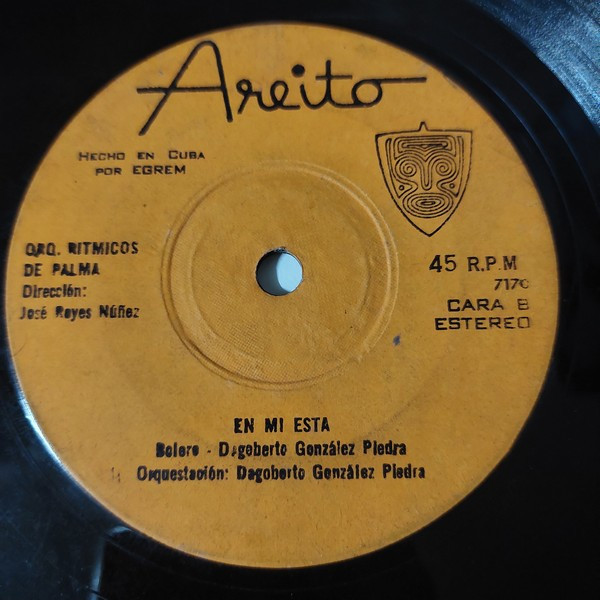 Areito
HECHO EN CUBA
POR EGREM
ORQ. RITMICOS
DE PALMA
Dirección:
José Reyes Núñez
45 R.P.M
CARA B
ESTEREO
EN MI ESTA
Bolero - Dagoberto González Piedra
Orquestación: Dagoberto González Piedra